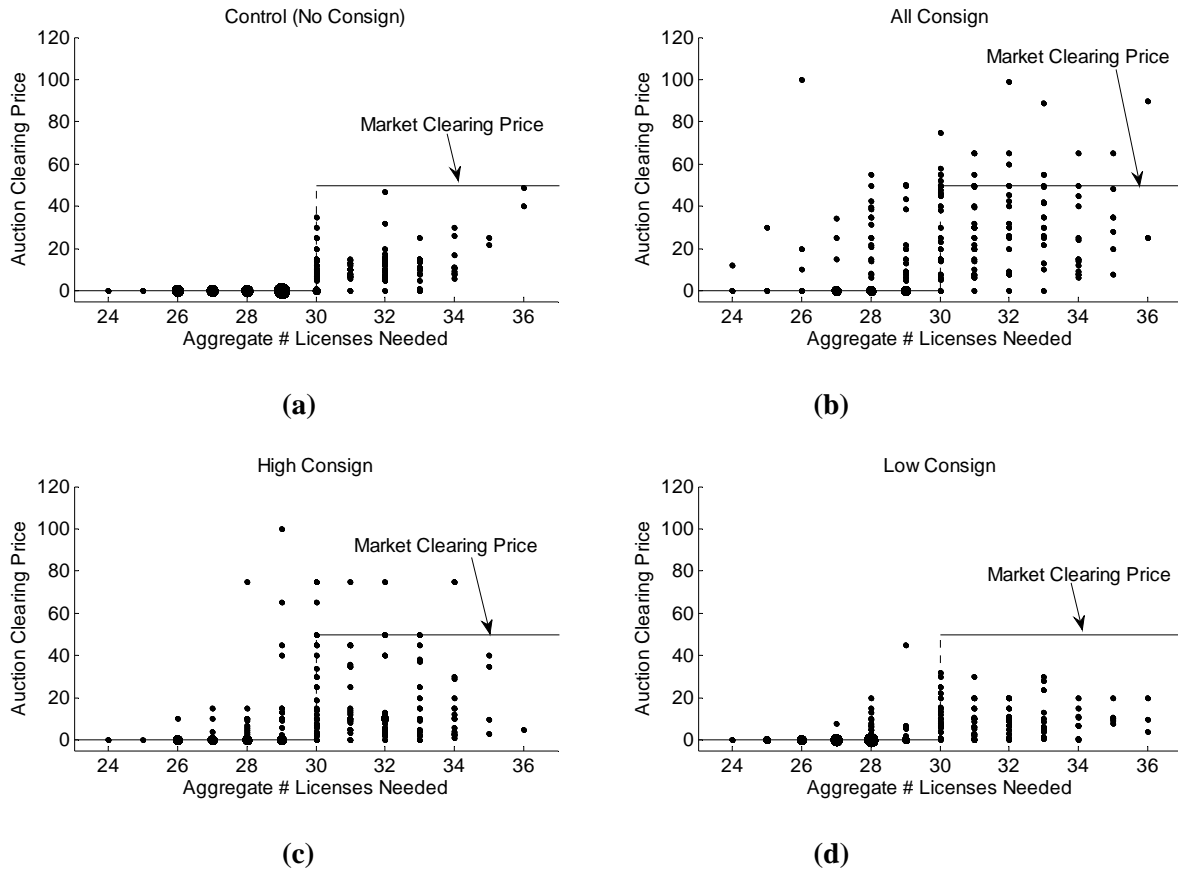 Control (No Consign)
120
100
80
60
40
20
0
Auction Clearing Price
Market Clearing Price
24 26 28 30 32 34 36
Aggregate # Licenses Needed
(a)
All Consign
120
100
80
60
40
20
0
Auction Clearing Price
Market Clearing Price
24 26 28 30 32 34 36
Aggregate # Licenses Needed
(b)
High Consign
120
100
80
60
40
20
0
Auction Clearing Price
Market Clearing Price
24 26 28 30 32 34 36
Aggregate # Licenses Needed
(c)
Low Consign
120
100
80
60
40
20
0
Auction Clearing Price
Market Clearing Price
24 26 28 30 32 34 36
Aggregate # Licenses Needed
(d)